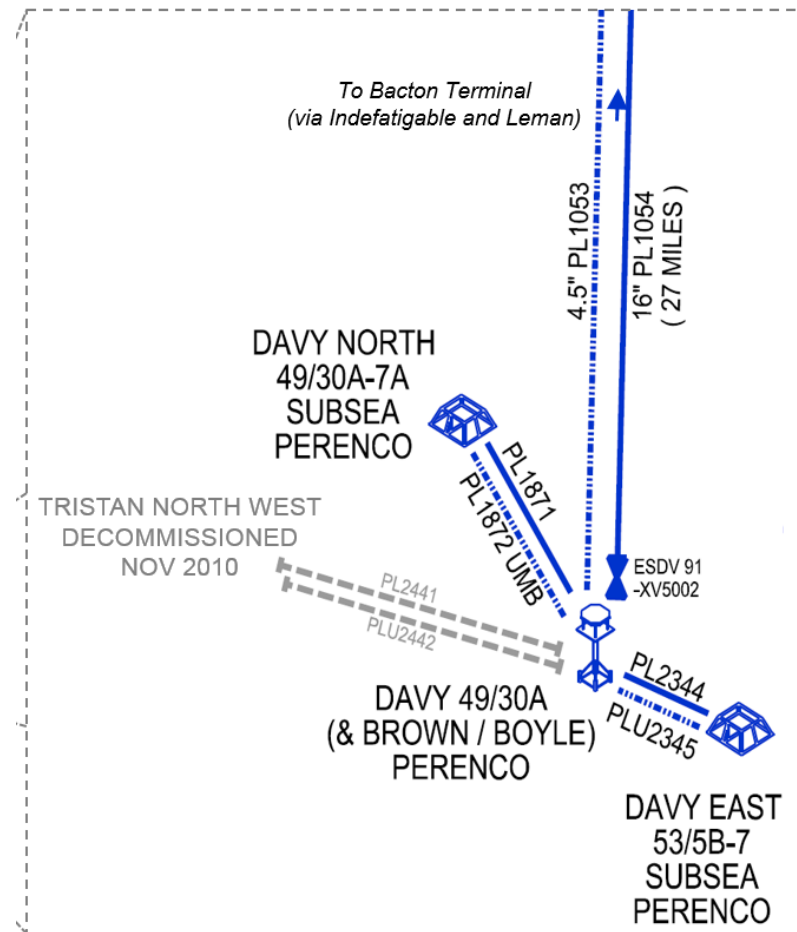 To Bacton Terminal
(via Indefatigable and Leman)
4.5" PL1053
16" PL1054
( 27 MILES )
DAVY NORTH
49/30A-7A
SUBSEA
PERENCO
PL1871
PL1872 UMB
TRISTAN NORTH WEST
DECOMMISSIONED
NOV 2010
PL2441
PLU2442
ESDV 91
-XV5002
DAVY 49/30A
(& BROWN / BOYLE)
PERENCO
PL2344
PLU2345
DAVY EAST
53/5B-7
SUBSEA
PERENCO